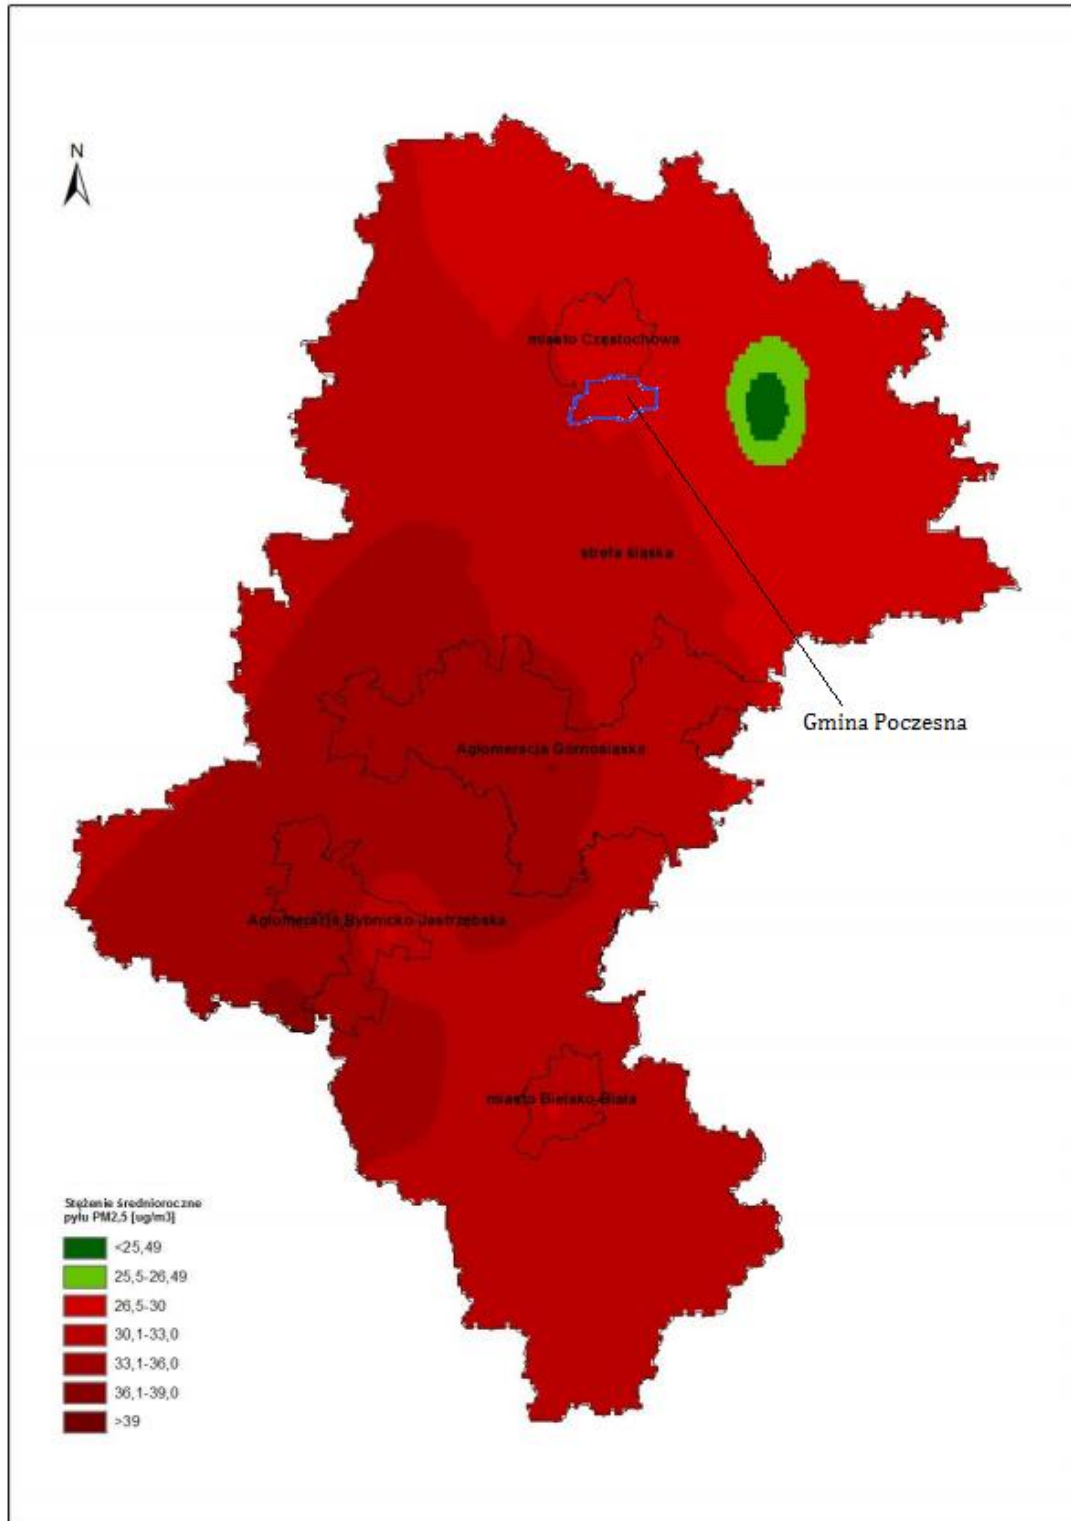 N
miasto Częstochowa
strefa śląska
Gmina Poczesna
Aglomeracja Górnośląska
Aglomeracja Rybnicko-Jastrzębska
miasto Bielsko-Biała
Stężenie średnioroczne
pyłu PM2,5 [ug/m3]
<25,49
25,5-26,49
26,5-30
30,1-33,0
33,1-36,0
36,1-39,0
>39